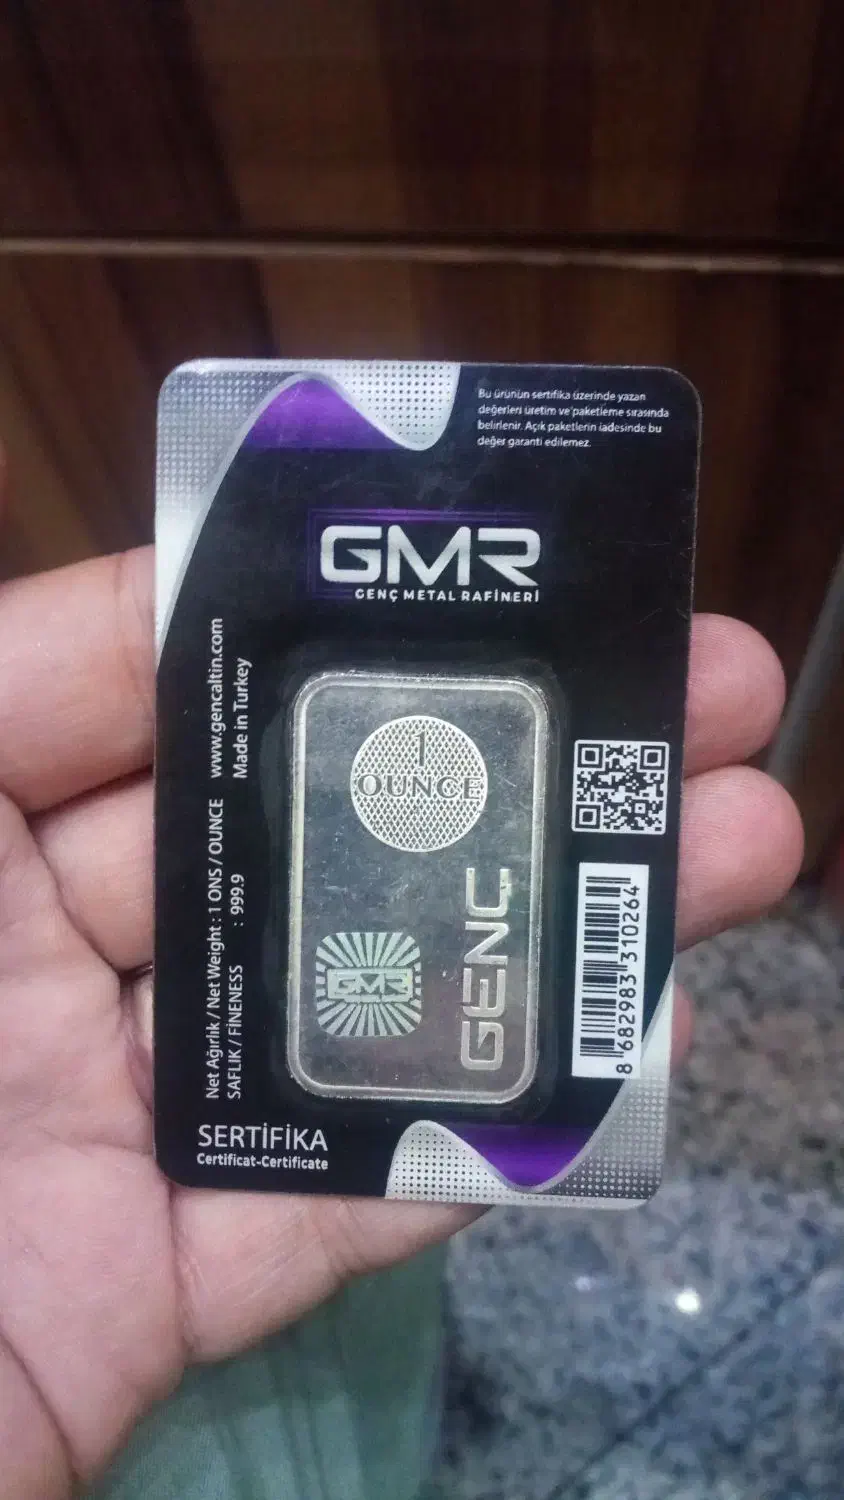 Bu ürünün sertifika üzerinde yazan
değerleri üretim ve paketleme sırasında
belirlenir. Açık paketlerin iadesinde bu
değer garanti edilemez.
GMR
GENÇ METAL RAFİNERİ
Net Ağırlık / Net Weight : 1 ONS / OUNCE www.gencaltin.com
SAFLIK / FİNENESS : 999.9 Made in Turkey
1
OUNCE
GENC
GMR
8 682983 310264
SERTİFİKA
Certificat-Certificate